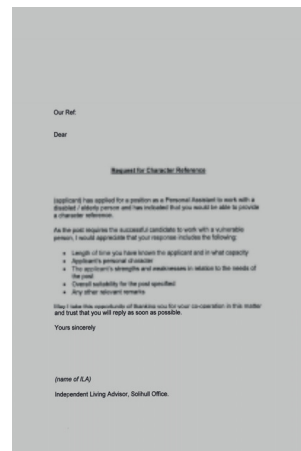 Our Ref:
Dear
Request for Character Reference
(applicant) has applied for a position as a Personal Assistant to work with a
disabled / elderly person and has indicated that you would be able to provide
a character reference.
As the post requires the successful candidate to work with a vulnerable
person, I would appreciate that your response includes the following:
Length of time you have known the applicant and in what capacity
Applicant's personal character
The applicant's strengths and weaknesses in relation to the needs of
the post
Overall suitability for the post specified
Any other relevant remarks
May I take this opportunity of thanking you for your co-operation in this matter
and trust that you will reply as soon as possible.
Yours sincerely
(name of ILA)
Independent Living Advisor, Solihull Office.